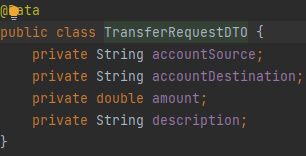 @Data
public class TransferRequestDTO {
    private String accountSource;
    private String accountDestination;
    private double amount;
    private String description;
}